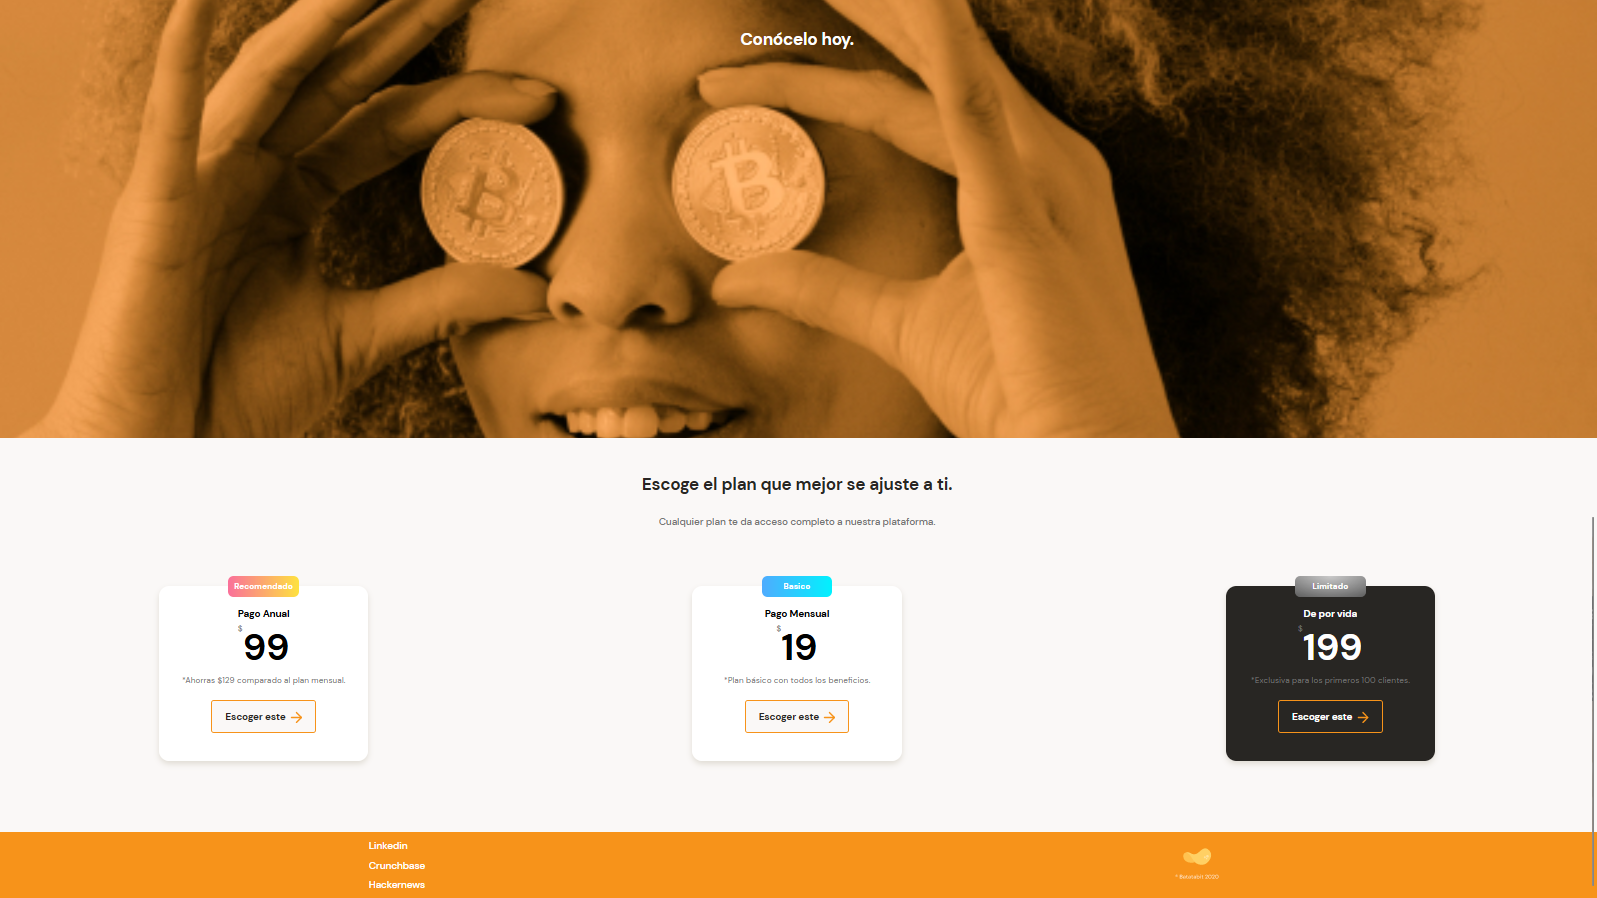 Conócelo hoy.
Escoge el plan que mejor se ajuste a ti.
Cualquier plan te da acceso completo a nuestra plataforma.
Recomendado
Pago Anual
$
99
*Ahorras $129 comparado al plan mensual.
Escoger este
Basico
Pago Mensual
$
19
*Plan básico con todos los beneficios.
Escoger este
Limitado
De por vida
$
199
*Exclusiva para los primeros 100 clientes.
Escoger este
Linkedin
Crunchbase
Hackernews
2020